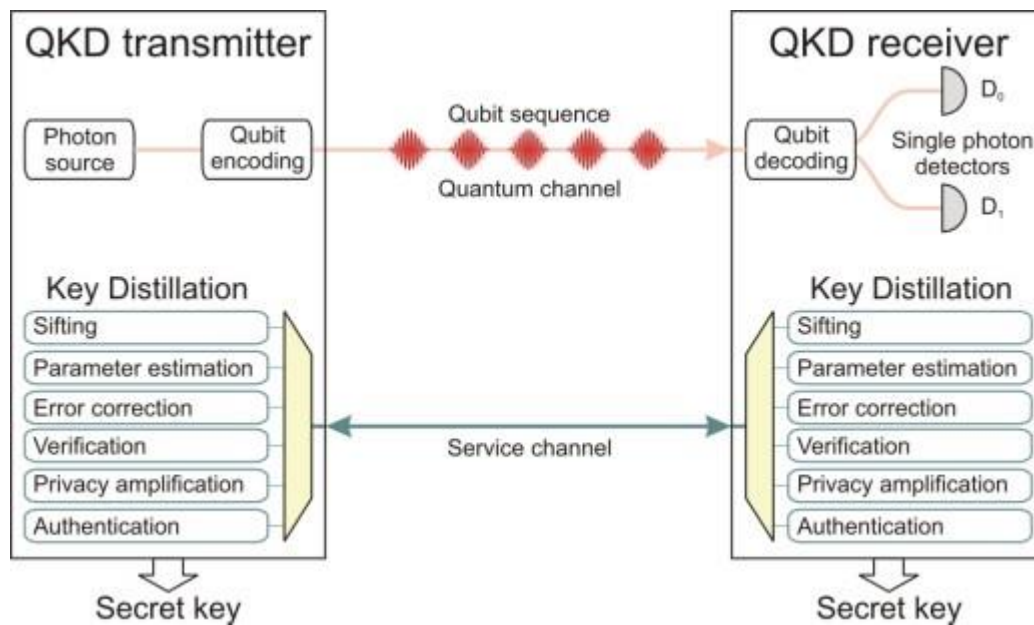 QKD transmitter
Photon
source
Qubit
encoding
Qubit sequence
Quantum channel
QKD receiver
Qubit
decoding
D₀
Single photon
detectors
D₁
Key Distillation
Sifting
Parameter estimation
Error correction
Verification
Privacy amplification
Authentication
Service channel
Key Distillation
Sifting
Parameter estimation
Error correction
Verification
Privacy amplification
Authentication
Secret key
Secret key